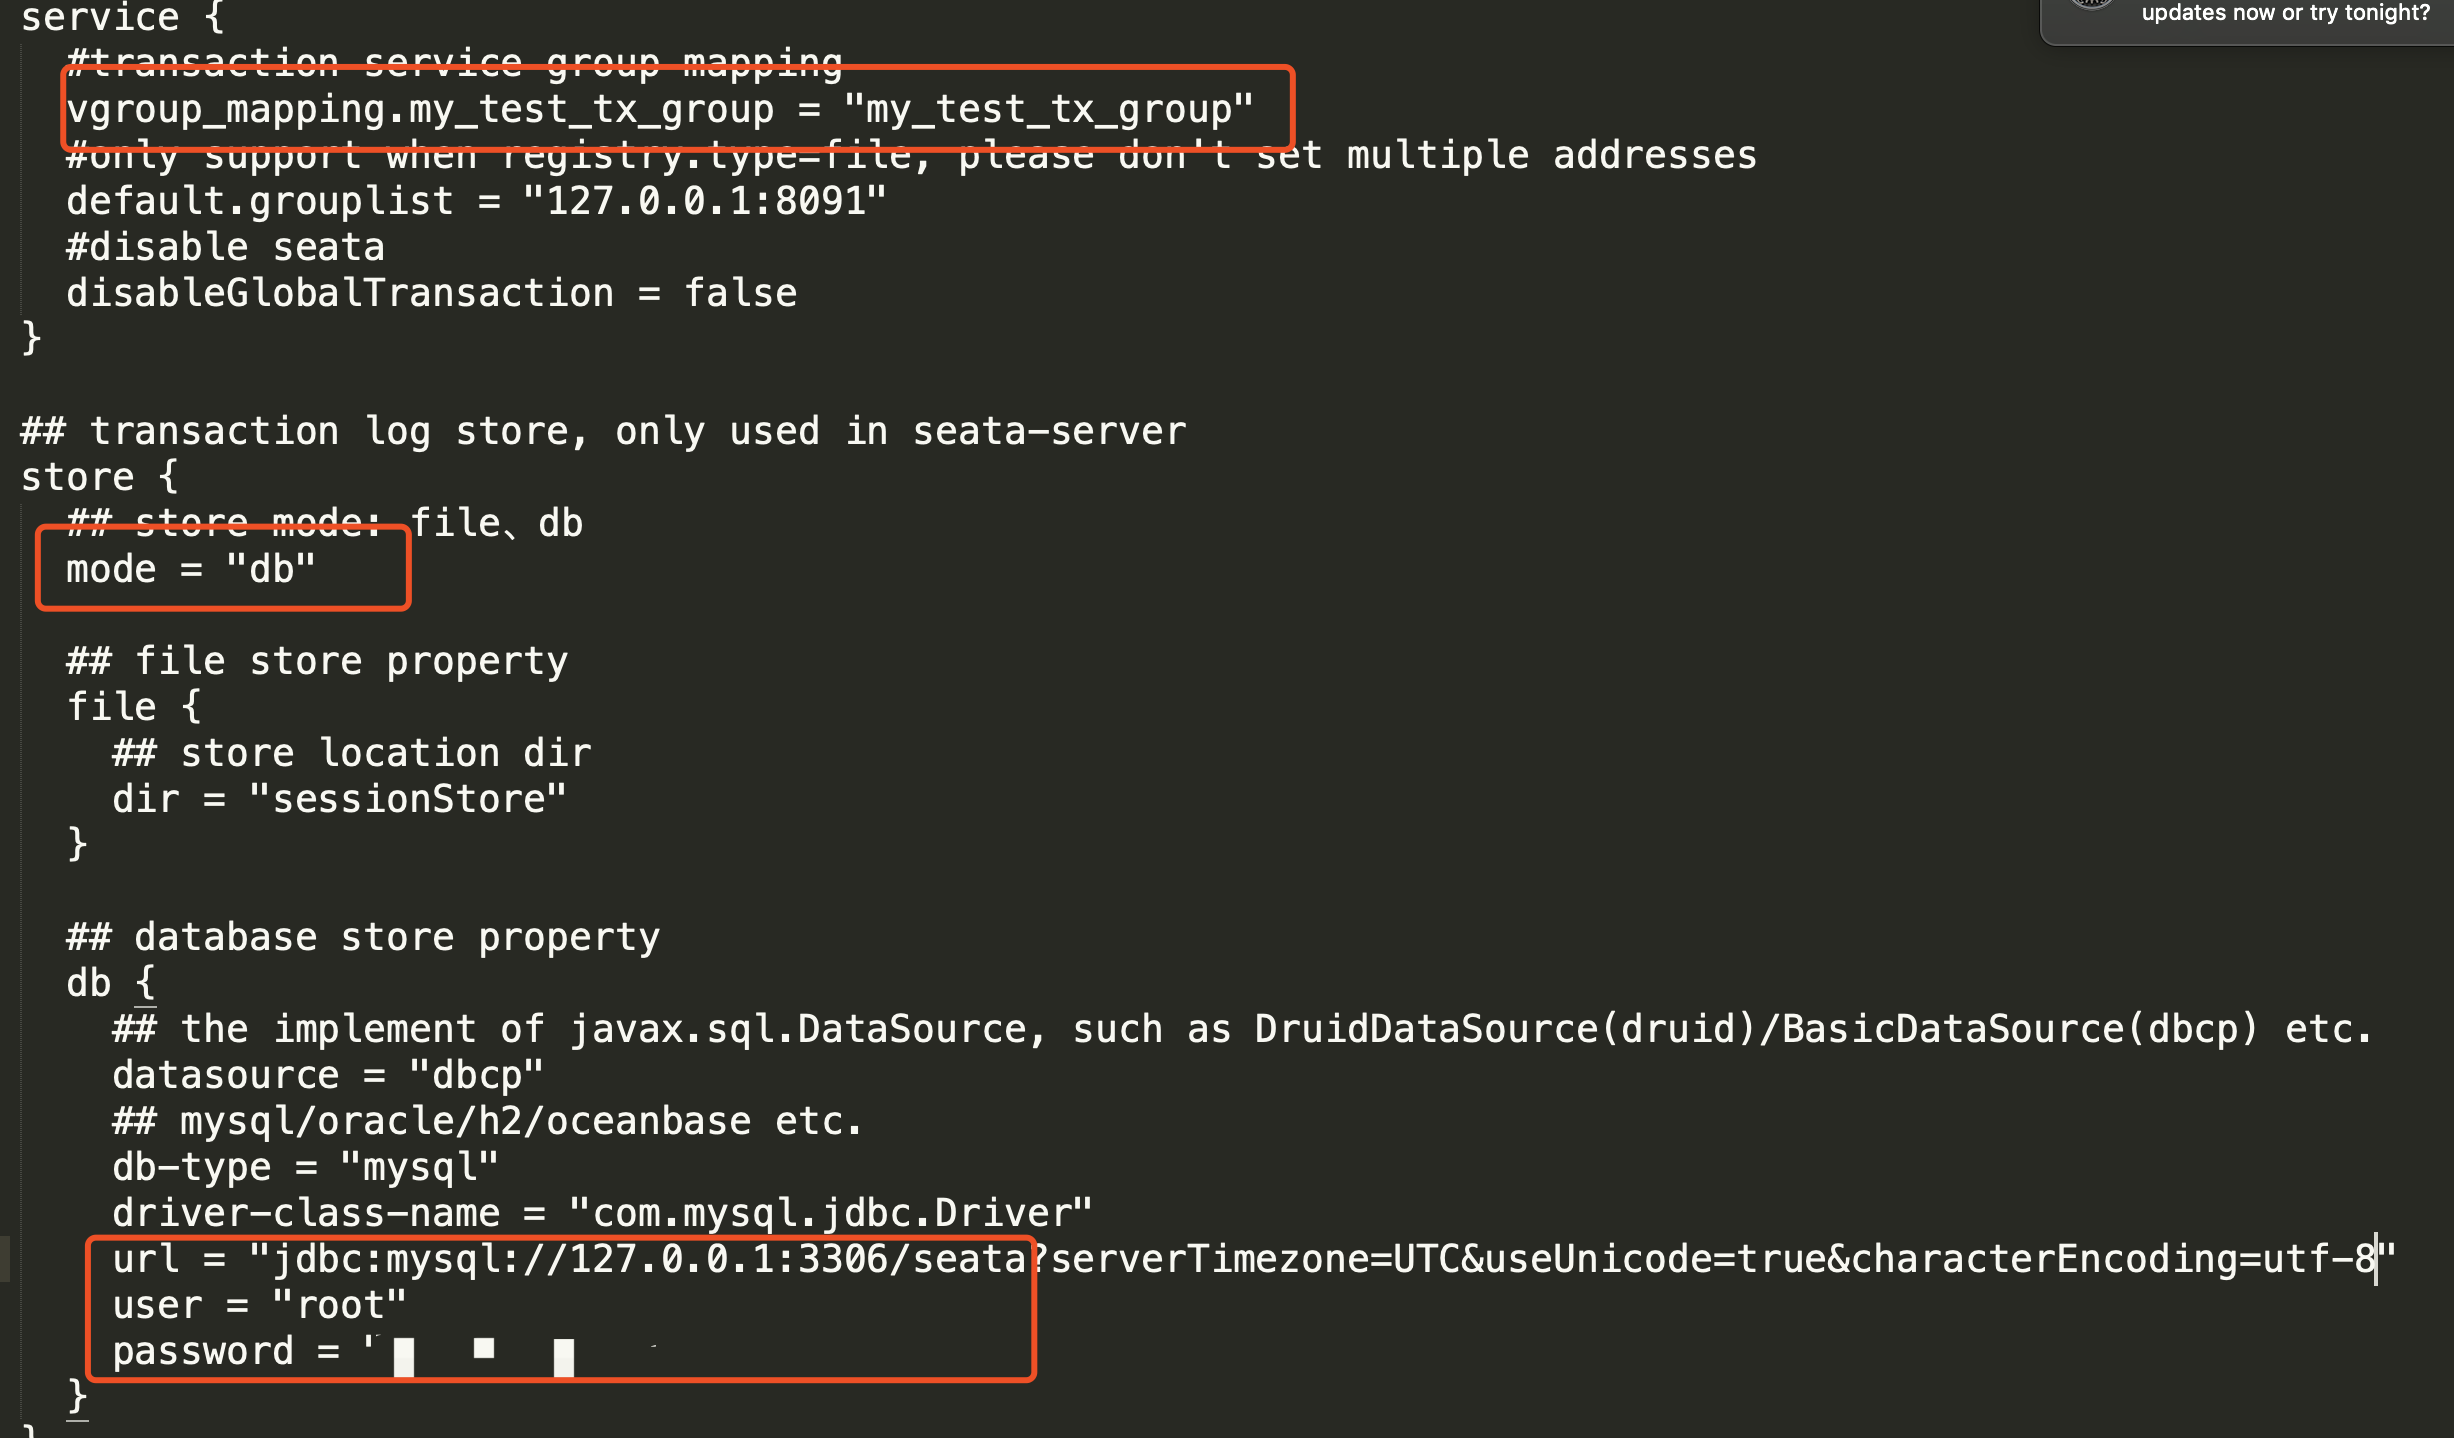 updates now or try tonight?
service {
#transaction service group mapping
vgroup_mapping.my_test_tx_group = "my_test_tx_group"
#only support when registry.type=file, please don't set multiple addresses
default.grouplist = "127.0.0.1:8091"
#disable seata
disableGlobalTransaction = false
}
## transaction log store, only used in seata-server
store {
## store mode: file、db
mode = "db"
## file store property
file {
## store location dir
dir = "sessionStore"
}
## database store property
db {
## the implement of javax.sql.DataSource, such as DruidDataSource(druid)/BasicDataSource(dbcp) etc.
datasource = "dbcp"
## mysql/oracle/h2/oceanbase etc.
db-type = "mysql"
driver-class-name = "com.mysql.jdbc.Driver"
url = "jdbc:mysql://127.0.0.1:3306/seata?serverTimezone=UTC&useUnicode=true&characterEncoding=utf-8"
user = "root"
password =
}
}